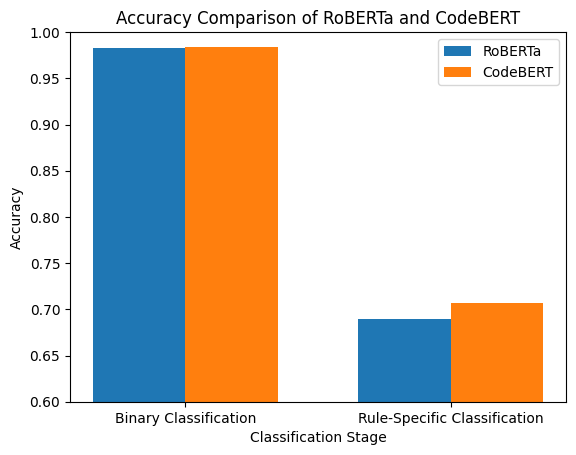 Accuracy Comparison of RoBERTa and CodeBERT
1.00
0.95
0.90
0.85
0.80
0.75
0.70
0.65
0.60
Accuracy
RoBERTa
CodeBERT
Binary Classification
Rule-Specific Classification
Classification Stage